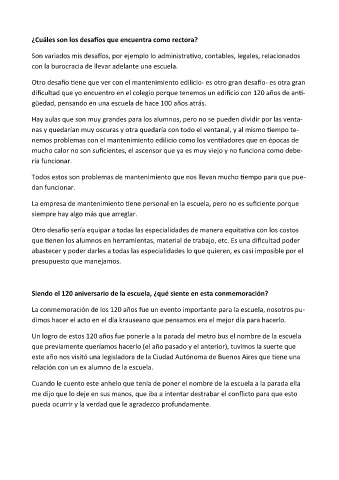 ¿Cuáles son los desafíos que encuentra como rectora?
Son variados mis desafíos, por ejemplo lo administrativo, contables, legales, relacionados
con la burocracia de llevar adelante una escuela.
Otro desafío tiene que ver con el mantenimiento edilicio- es otro gran desafío- es otra gran
dificultad que yo encuentro en el colegio porque tenemos un edificio con 120 años de anti-
güedad, pensando en una escuela de hace 100 años atrás.
Hay aulas que son muy grandes para los alumnos, pero no se pueden dividir por las venta-
nas y quedarían muy oscuras y otra quedaría con todo el ventanal, y al mismo tiempo te-
nemos problemas con el mantenimiento edilicio como los ventiladores que en épocas de
mucho calor no son suficientes, el ascensor que ya es muy viejo y no funciona como debe-
ría funcionar.
Todos estos son problemas de mantenimiento que nos llevan mucho tiempo para que pue-
dan funcionar.
La empresa de mantenimiento tiene personal en la escuela, pero no es suficiente porque
siempre hay algo más que arreglar.
Otro desafío sería equipar a todas las especialidades de manera equitativa con los costos
que tienen los alumnos en herramientas, material de trabajo, etc. Es una dificultad poder
abastecer y poder darles a todas las especialidades lo que quieren, es casi imposible por el
presupuesto que manejamos.
Siendo el 120 aniversario de la escuela, ¿qué siente en esta conmemoración?
La conmemoración de los 120 años fue un evento importante para la escuela, nosotros pu-
dimos hacer el acto en el día krauseano que pensamos era el mejor día para hacerlo.
Un logro de estos 120 años fue ponerle a la parada del metro bus el nombre de la escuela
que previamente queríamos hacerlo (el año pasado y el anterior), tuvimos la suerte que
este año nos visitó una legisladora de la Ciudad Autónoma de Buenos Aires que tiene una
relación con un ex alumno de la escuela.
Cuando le cuento este anhelo que tenía de poner el nombre de la escuela a la parada ella
me dijo que lo deje en sus manos, que iba a intentar destrabar el conflicto para que esto
pueda ocurrir y la verdad que le agradezco profundamente.